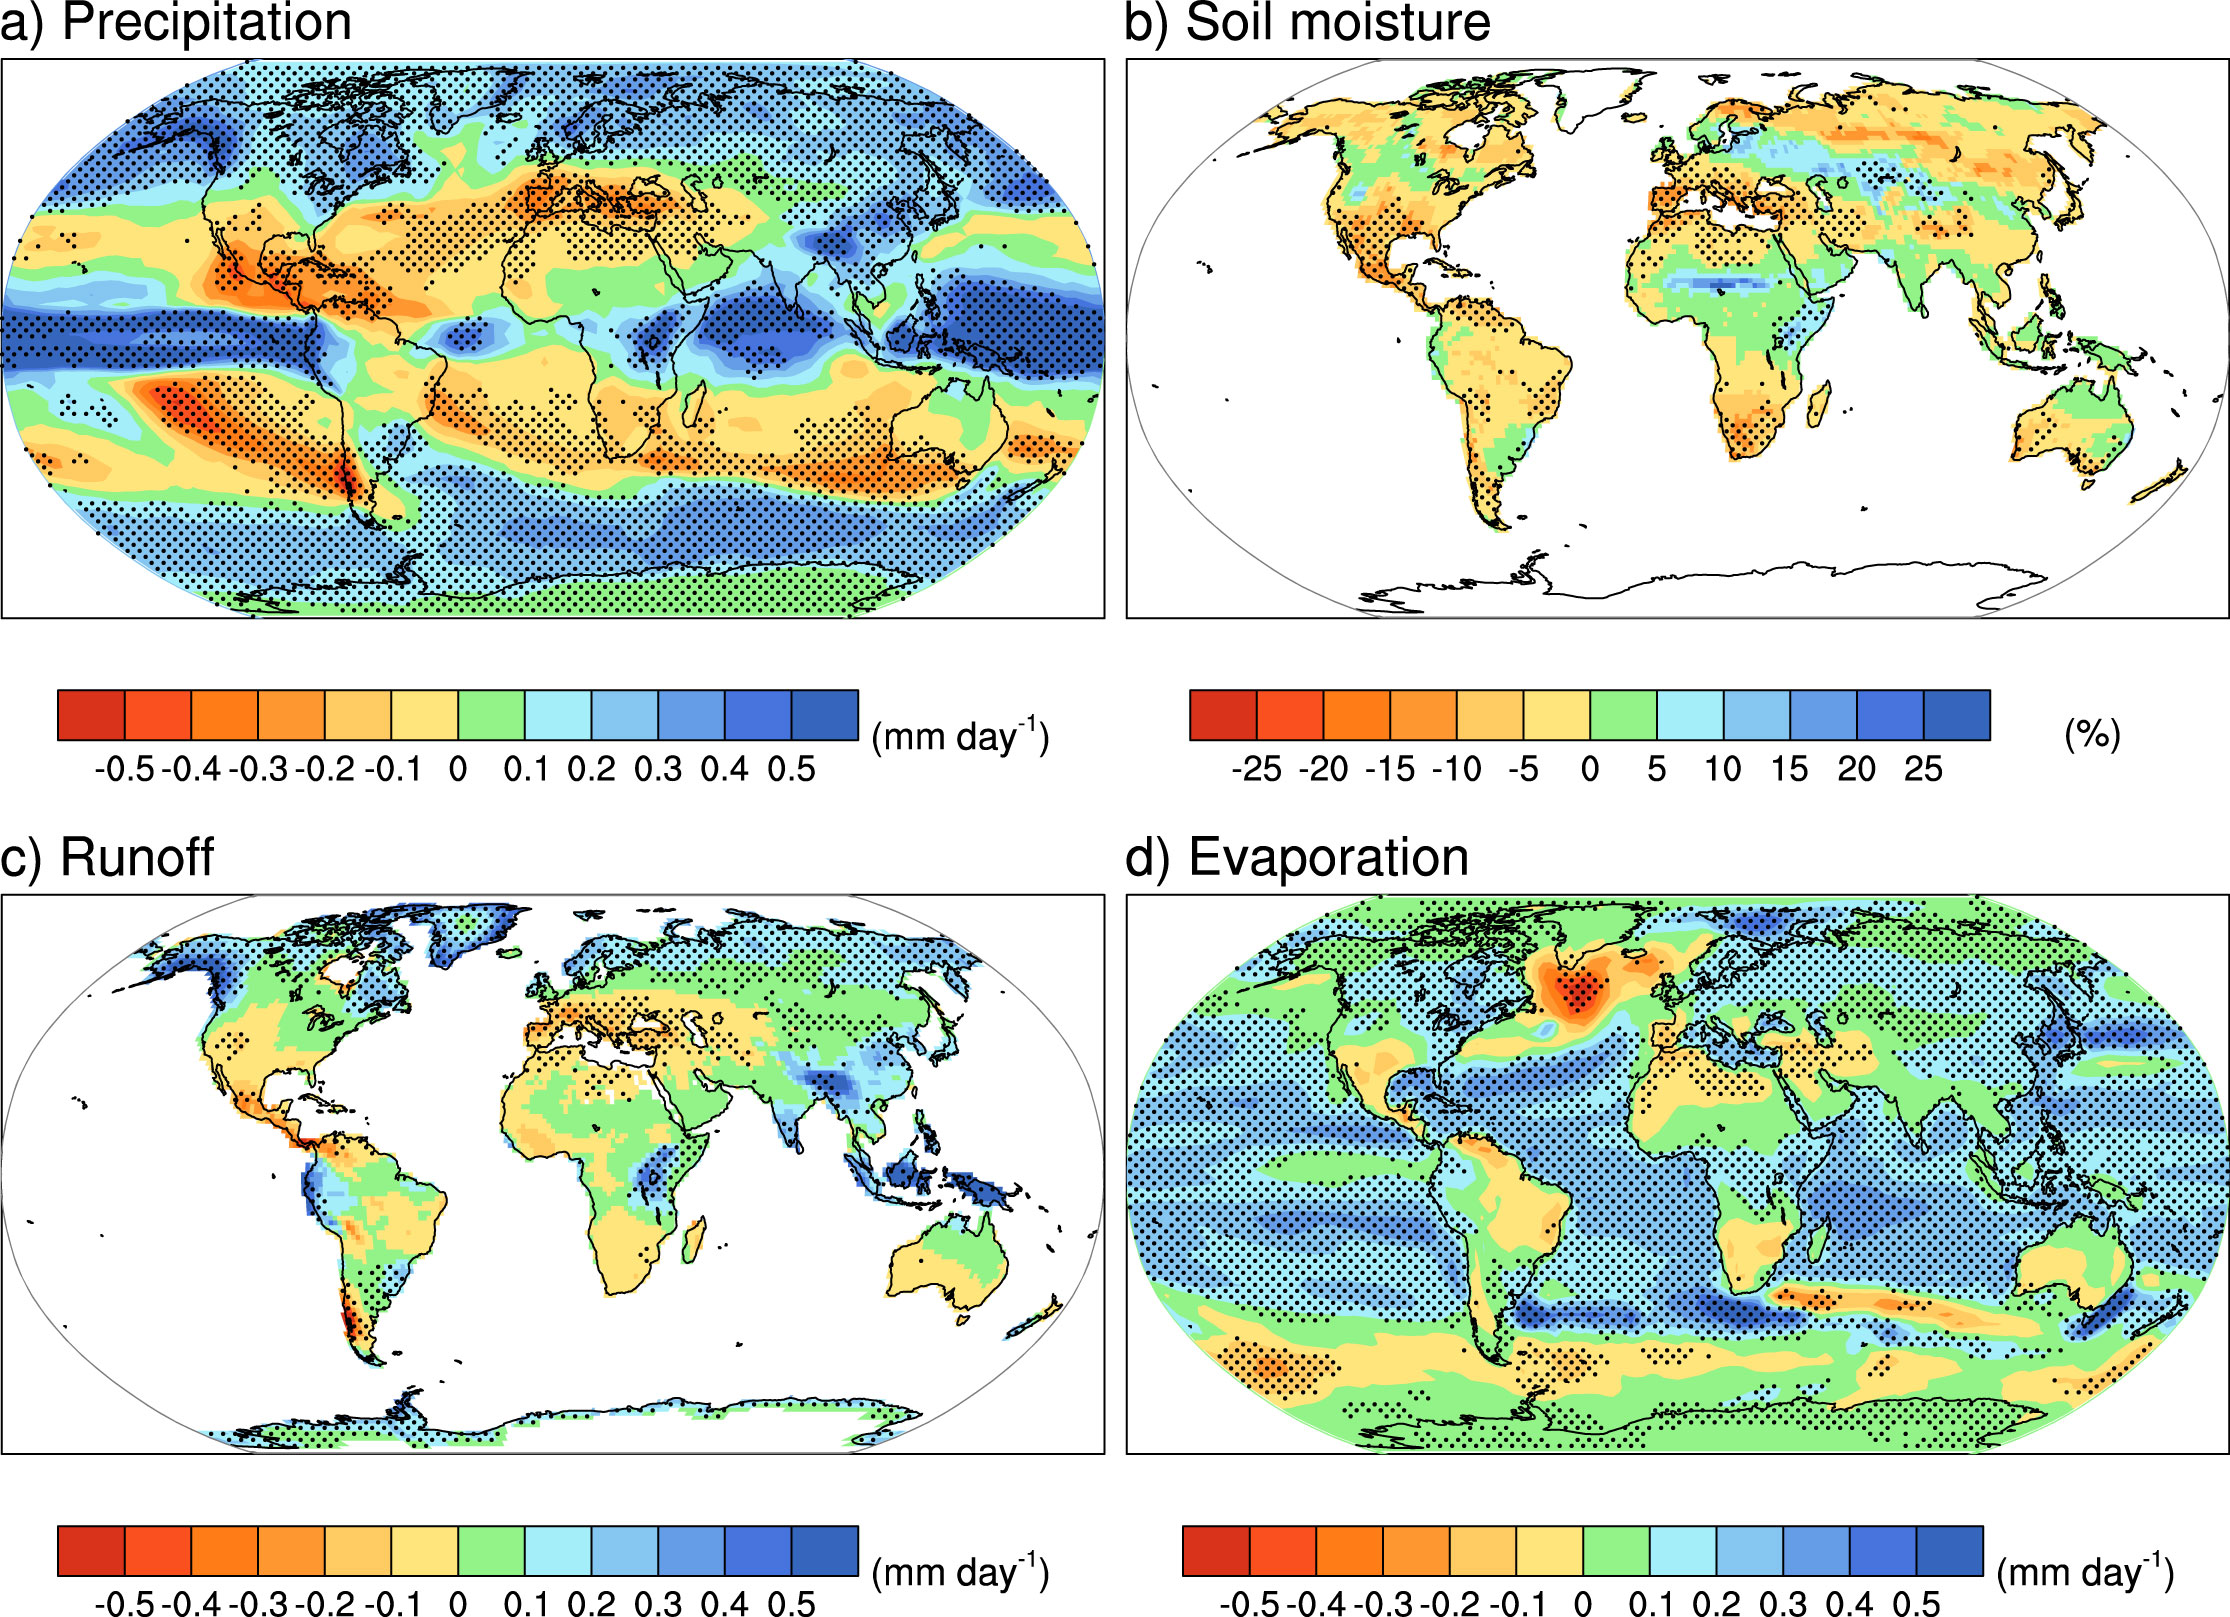 a) Precipitation
b) Soil moisture
-0.5 -0.4 -0.3 -0.2 -0.1 0 0.1 0.2 0.3 0.4 0.5 (mm day-1)
-25 -20 -15 -10 -5 0 5 10 15 20 25 (%)
c) Runoff
d) Evaporation
-0.5 -0.4 -0.3 -0.2 -0.1 0 0.1 0.2 0.3 0.4 0.5 (mm day-1)
-0.5 -0.4 -0.3 -0.2 -0.1 0 0.1 0.2 0.3 0.4 0.5 (mm day-1)